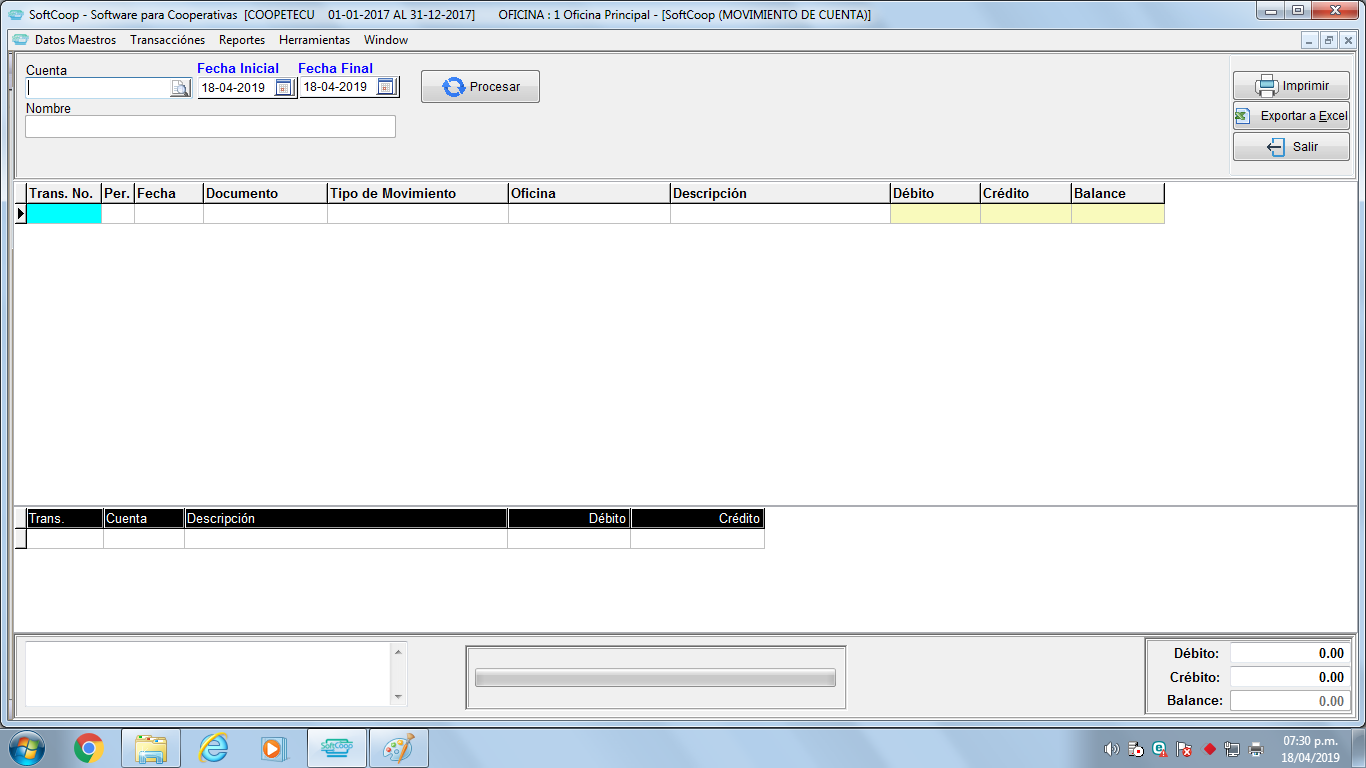 SoftCoop - Software para Cooperativas [COOPETECU 01-01-2017 AL 31-12-2017] OFICINA : 1 Oficina Principal - [SoftCoop (MOVIMIENTO DE CUENTA)]
Datos Maestros Transacciónes Reportes Herramientas Window
Cuenta Fecha Inicial Fecha Final
18-04-2019 18-04-2019 Procesar
Nombre
Imprimir
Exportar a Excel
Salir
Trans. No. Per. Fecha Documento Tipo de Movimiento Oficina Descripción Débito Crédito Balance
Trans. Cuenta Descripción Débito Crédito
Débito: 0.00
Crébito: 0.00
Balance: 0.00
SoftCoop
07:30 p.m.
18/04/2019